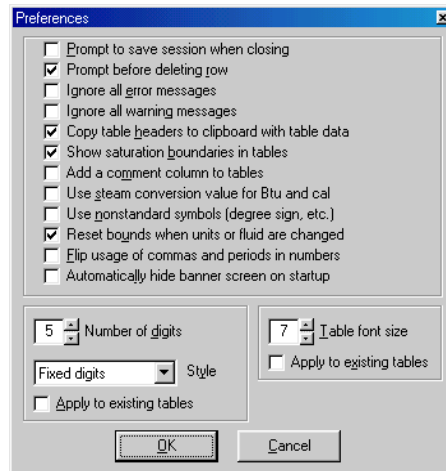 Preferences
Prompt to save session when closing
Prompt before deleting row
Ignore all error messages
Ignore all warning messages
Copy table headers to clipboard with table data
Show saturation boundaries in tables
Add a comment column to tables
Use steam conversion value for Btu and cal
Use nonstandard symbols (degree sign, etc.)
Reset bounds when units or fluid are changed
Flip usage of commas and periods in numbers
Automatically hide banner screen on startup
5 Number of digits
Fixed digits Style
Apply to existing tables
7 Table font size
Apply to existing tables
OK Cancel